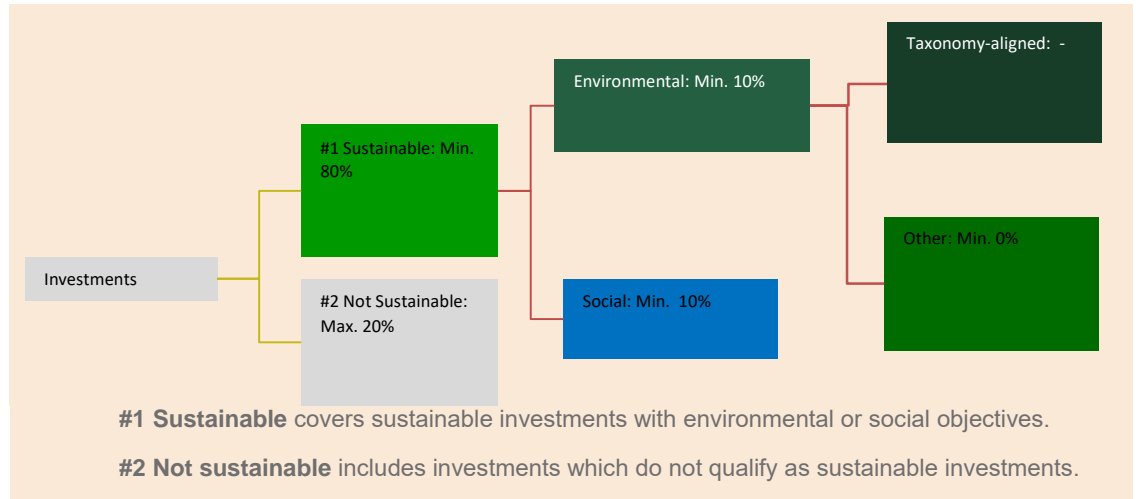 Taxonomy-aligned: -
Environmental: Min. 10%
#1 Sustainable: Min.
80%
Other: Min. 0%
Investments
#2 Not Sustainable:
Max. 20%
Social: Min. 10%
#1 Sustainable covers sustainable investments with environmental or social objectives.
#2 Not sustainable includes investments which do not qualify as sustainable investments.